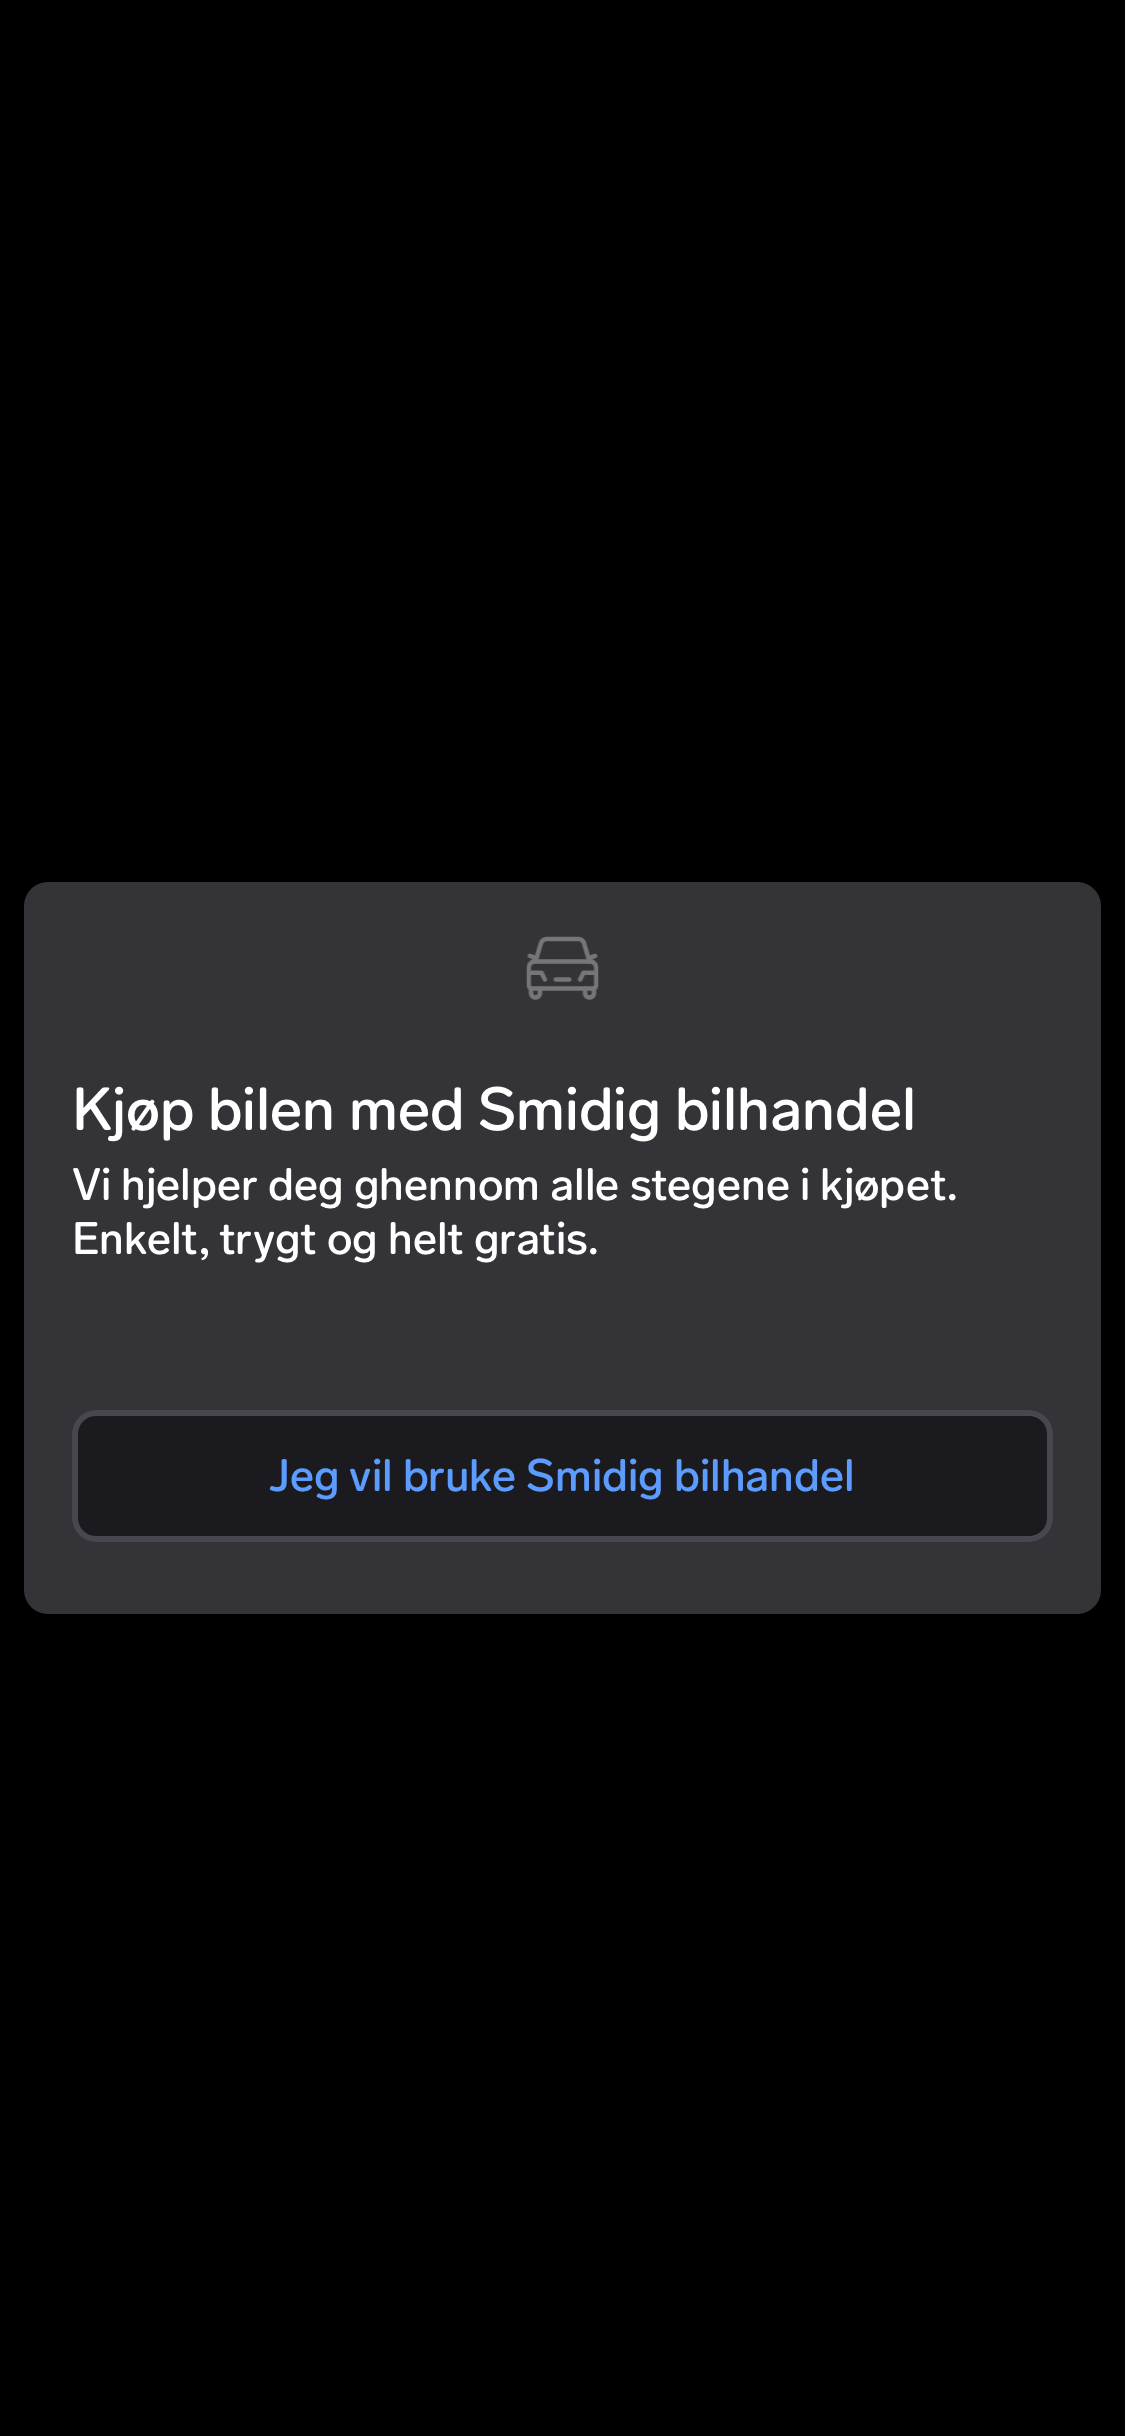 Kjøp bilen med Smidig bilhandel
Vi hjelper deg ghennom alle stegene i kjøpet.
Enkelt, trygt og helt gratis.
Jeg vil bruke Smidig bilhandel